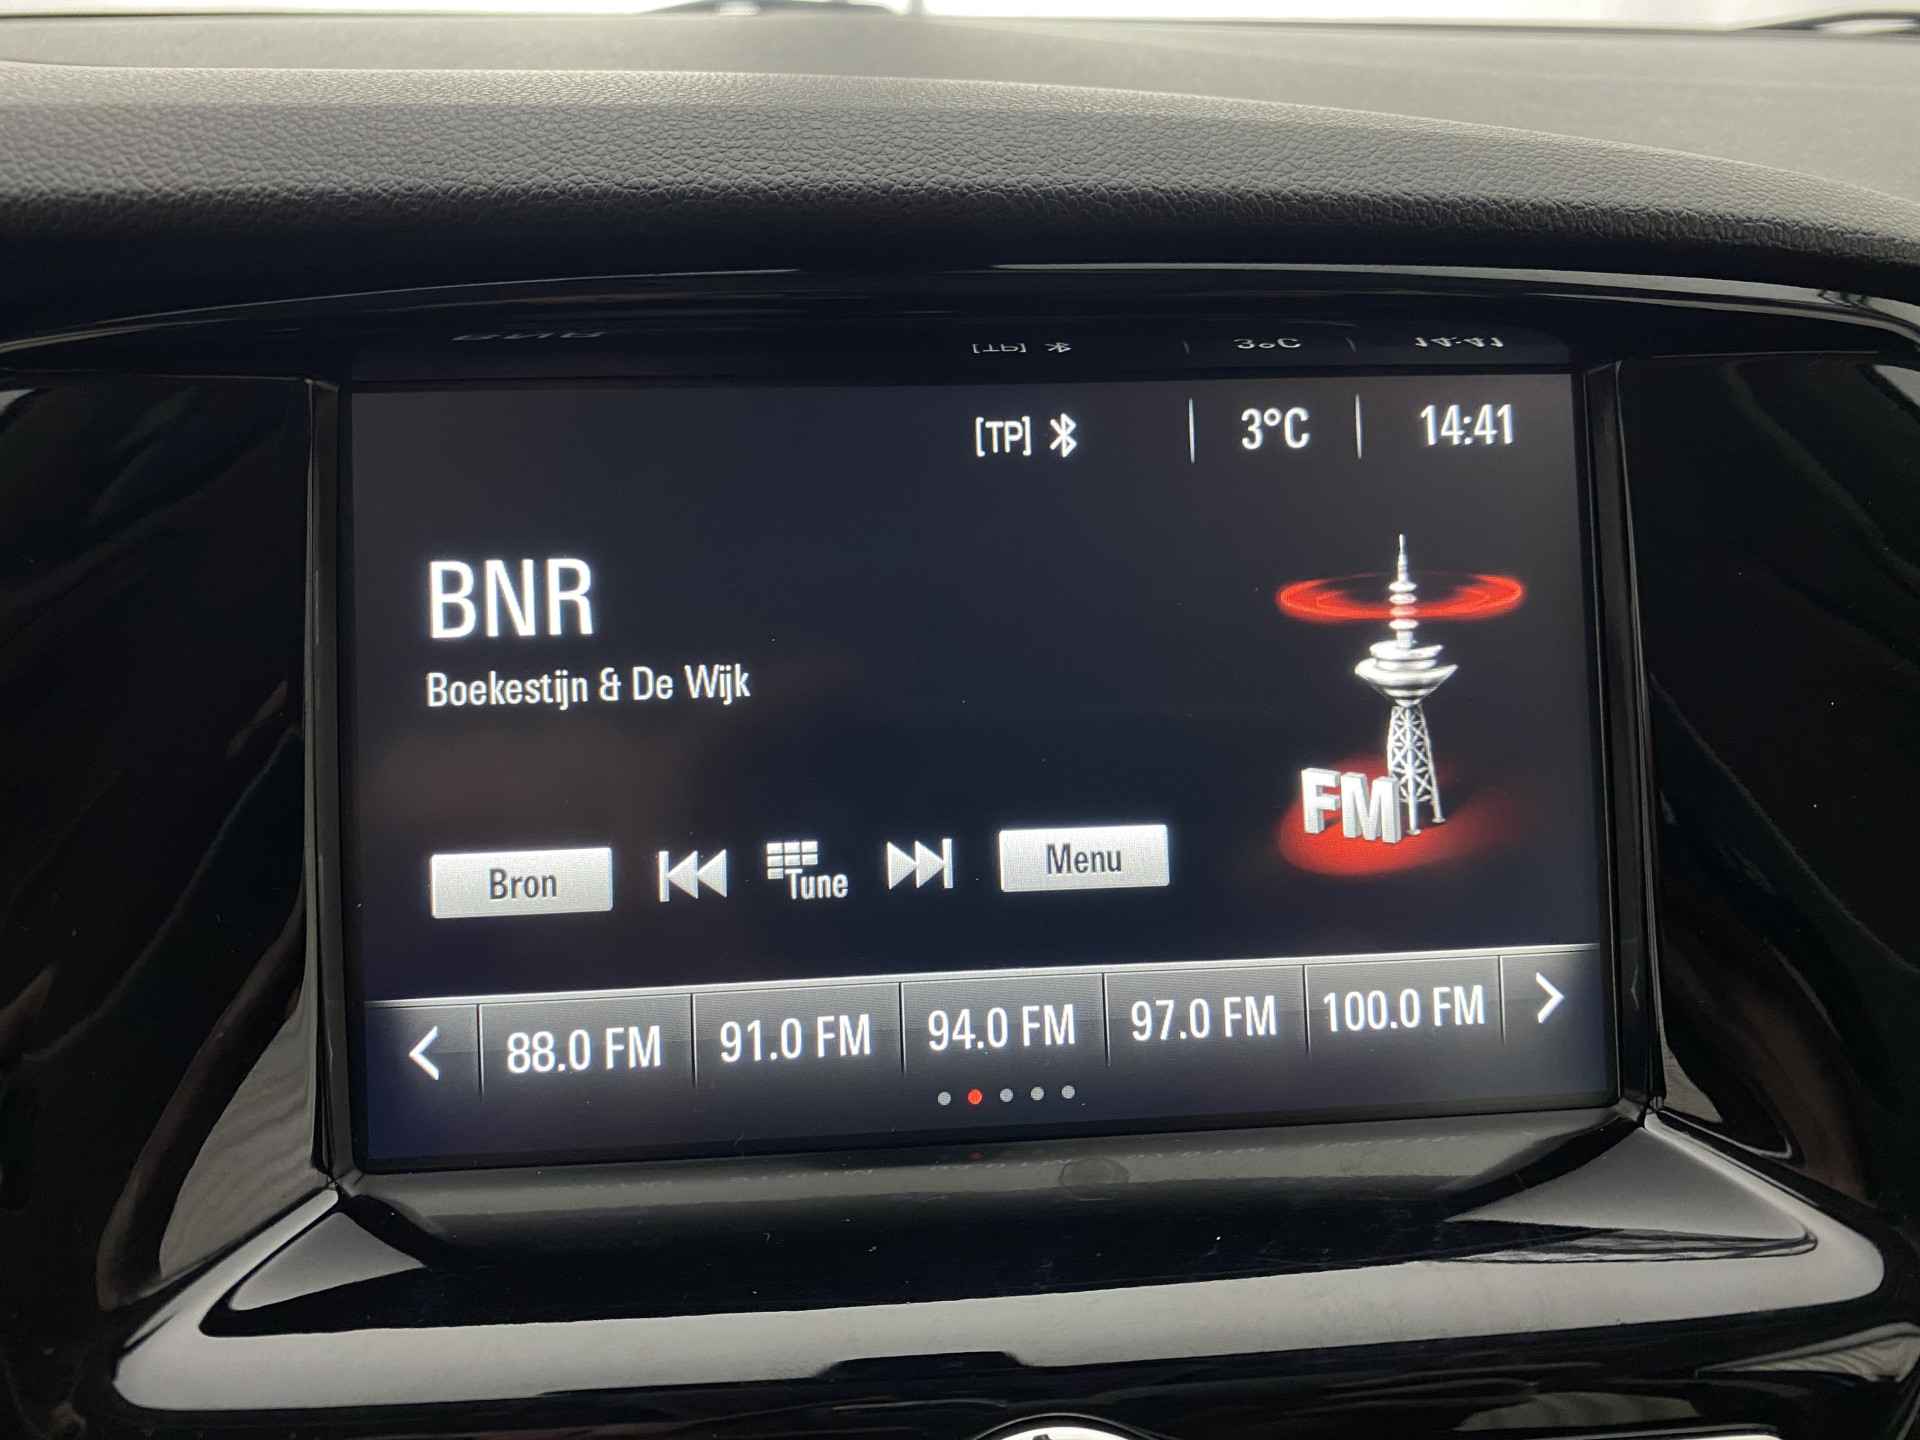 [TP] 3°C 14:41
BNR
Boekestijn & De Wijk
FM
Bron Tune Menu
88.0 FM 91.0 FM 94.0 FM 97.0 FM 100.0 FM